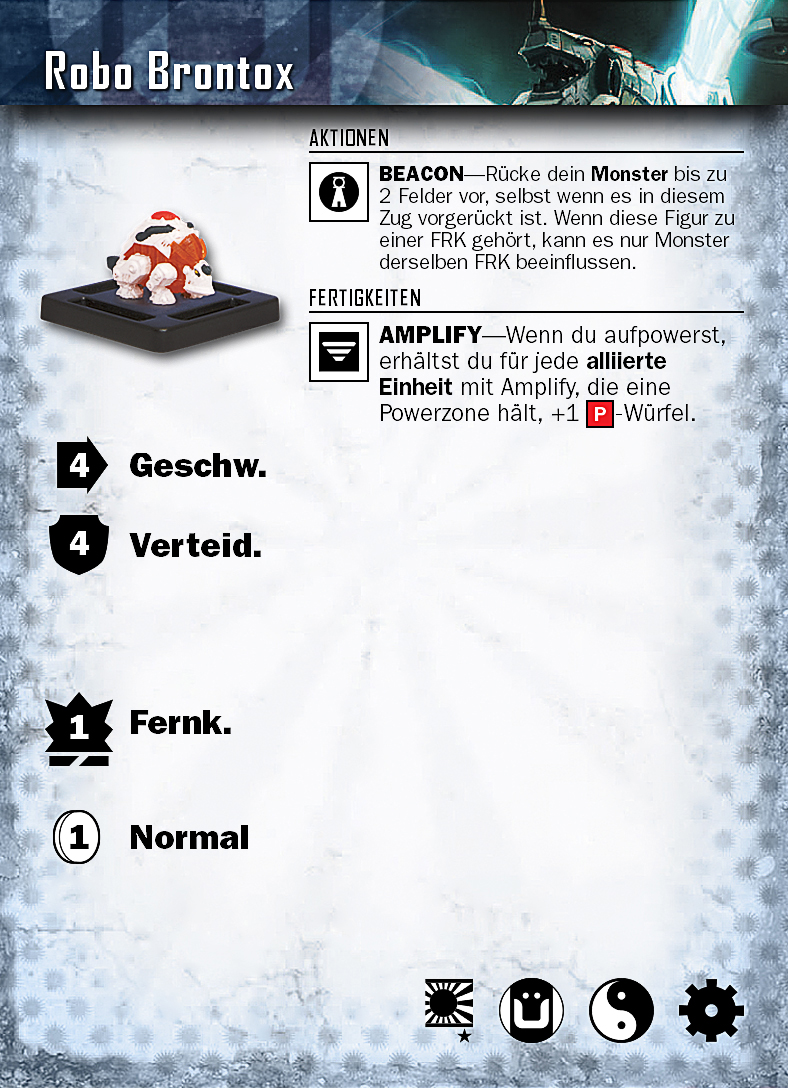 Robo Brontox
AKTIONEN
BEACON—Rücke dein Monster bis zu
2 Felder vor, selbst wenn es in diesem
Zug vorgerückt ist. Wenn diese Figur zu
einer FRK gehört, kann es nur Monster
derselben FRK beeinflussen.
FERTIGKEITEN
AMPLIFY—Wenn du aufpowerst,
erhältst du für jede alliierte
Einheit mit Amplify, die eine
Powerzone hält, +1 P-Würfel.
4 Geschw.
4 Verteid.
1 Fernk.
1 Normal